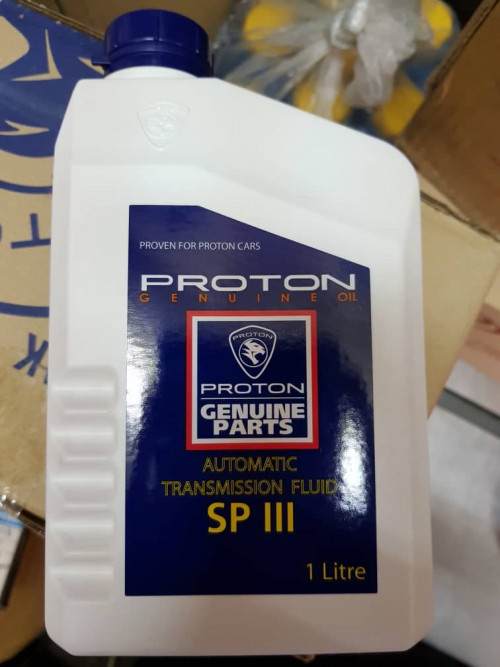 PROVEN FOR PROTON CARS
PROTON
GENUINE OIL
PROTON
PROTON
GENUINE
PARTS
AUTOMATIC
TRANSMISSION FLUID
SP III
1 Litre